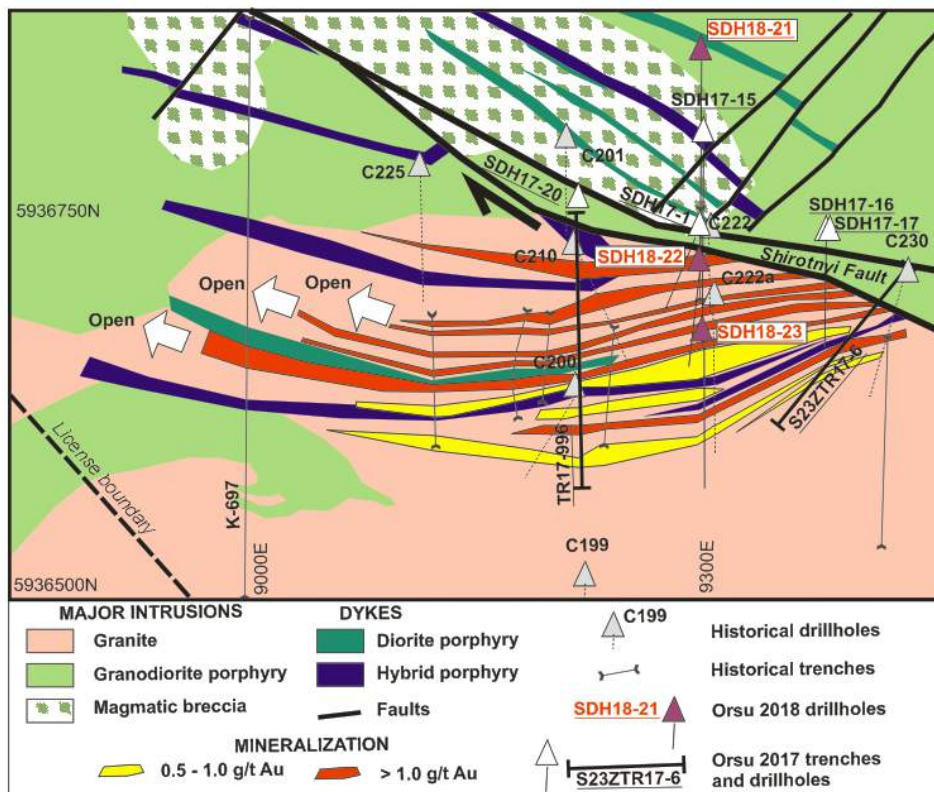 SDH18-21
SDH17-15
C201
C225
SDH17-20
5936750N
SDH17-1
C222
SDH17-16
SDH17-17
C230
Shirotnyi Fault
C210
SDH18-22
C222a
Open
Open
Open
SDH18-23
C200
S23ZTR17-6
TR17-996
License boundary
K-697
9000E
9300E
C199
5936500N
MAJOR INTRUSIONS
Granite
Granodiorite porphyry
Magmatic breccia
DYKES
Diorite porphyry
Hybrid porphyry
Faults
MINERALIZATION
0.5 - 1.0 g/t Au
> 1.0 g/t Au
C199
Historical drillholes
Historical trenches
SDH18-21
Orsu 2018 drillholes
S23ZTR17-6
Orsu 2017 trenches
and drillholes